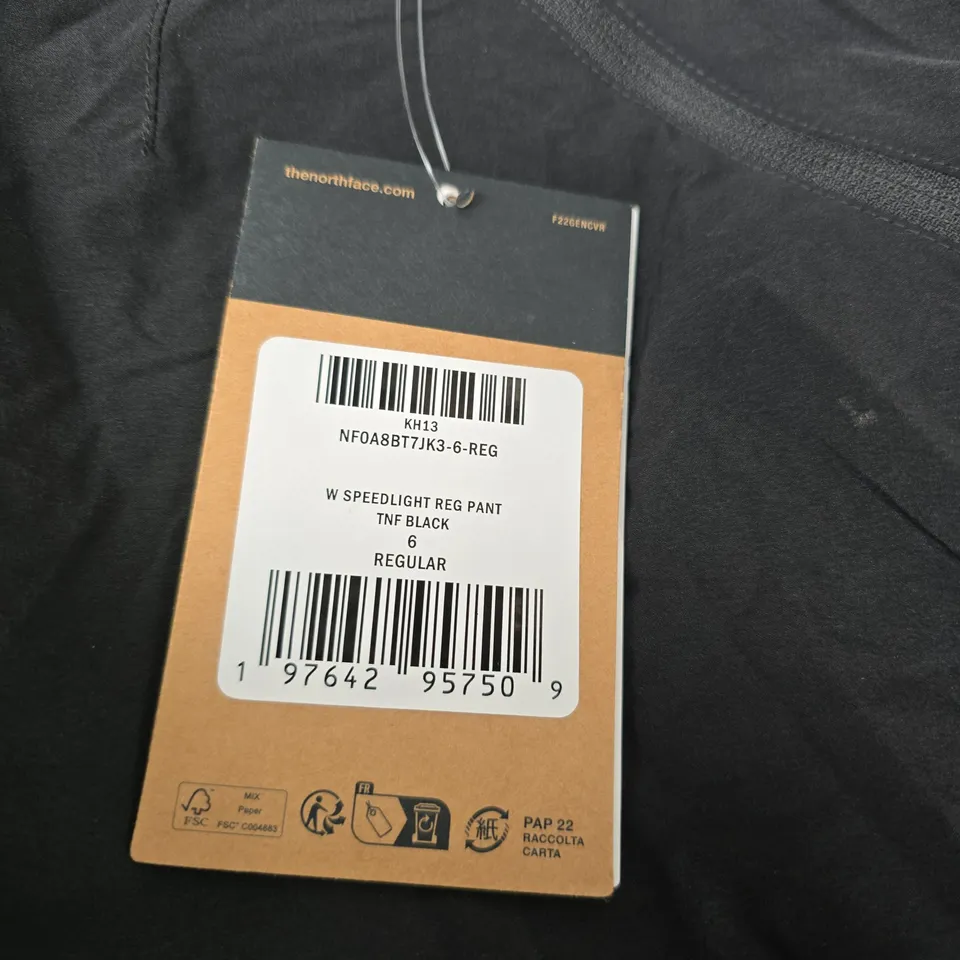 thenorthface.com
F22GENCVR
KH13
NF0A8BT7JK3-6-REG
W SPEEDLIGHT REG PANT
TNF BLACK
6
REGULAR
1 97642 95750 9
FR
MIX
Paper
FSC
FSC® C004663
紙
PAP 22
RACCOLTA
CARTA